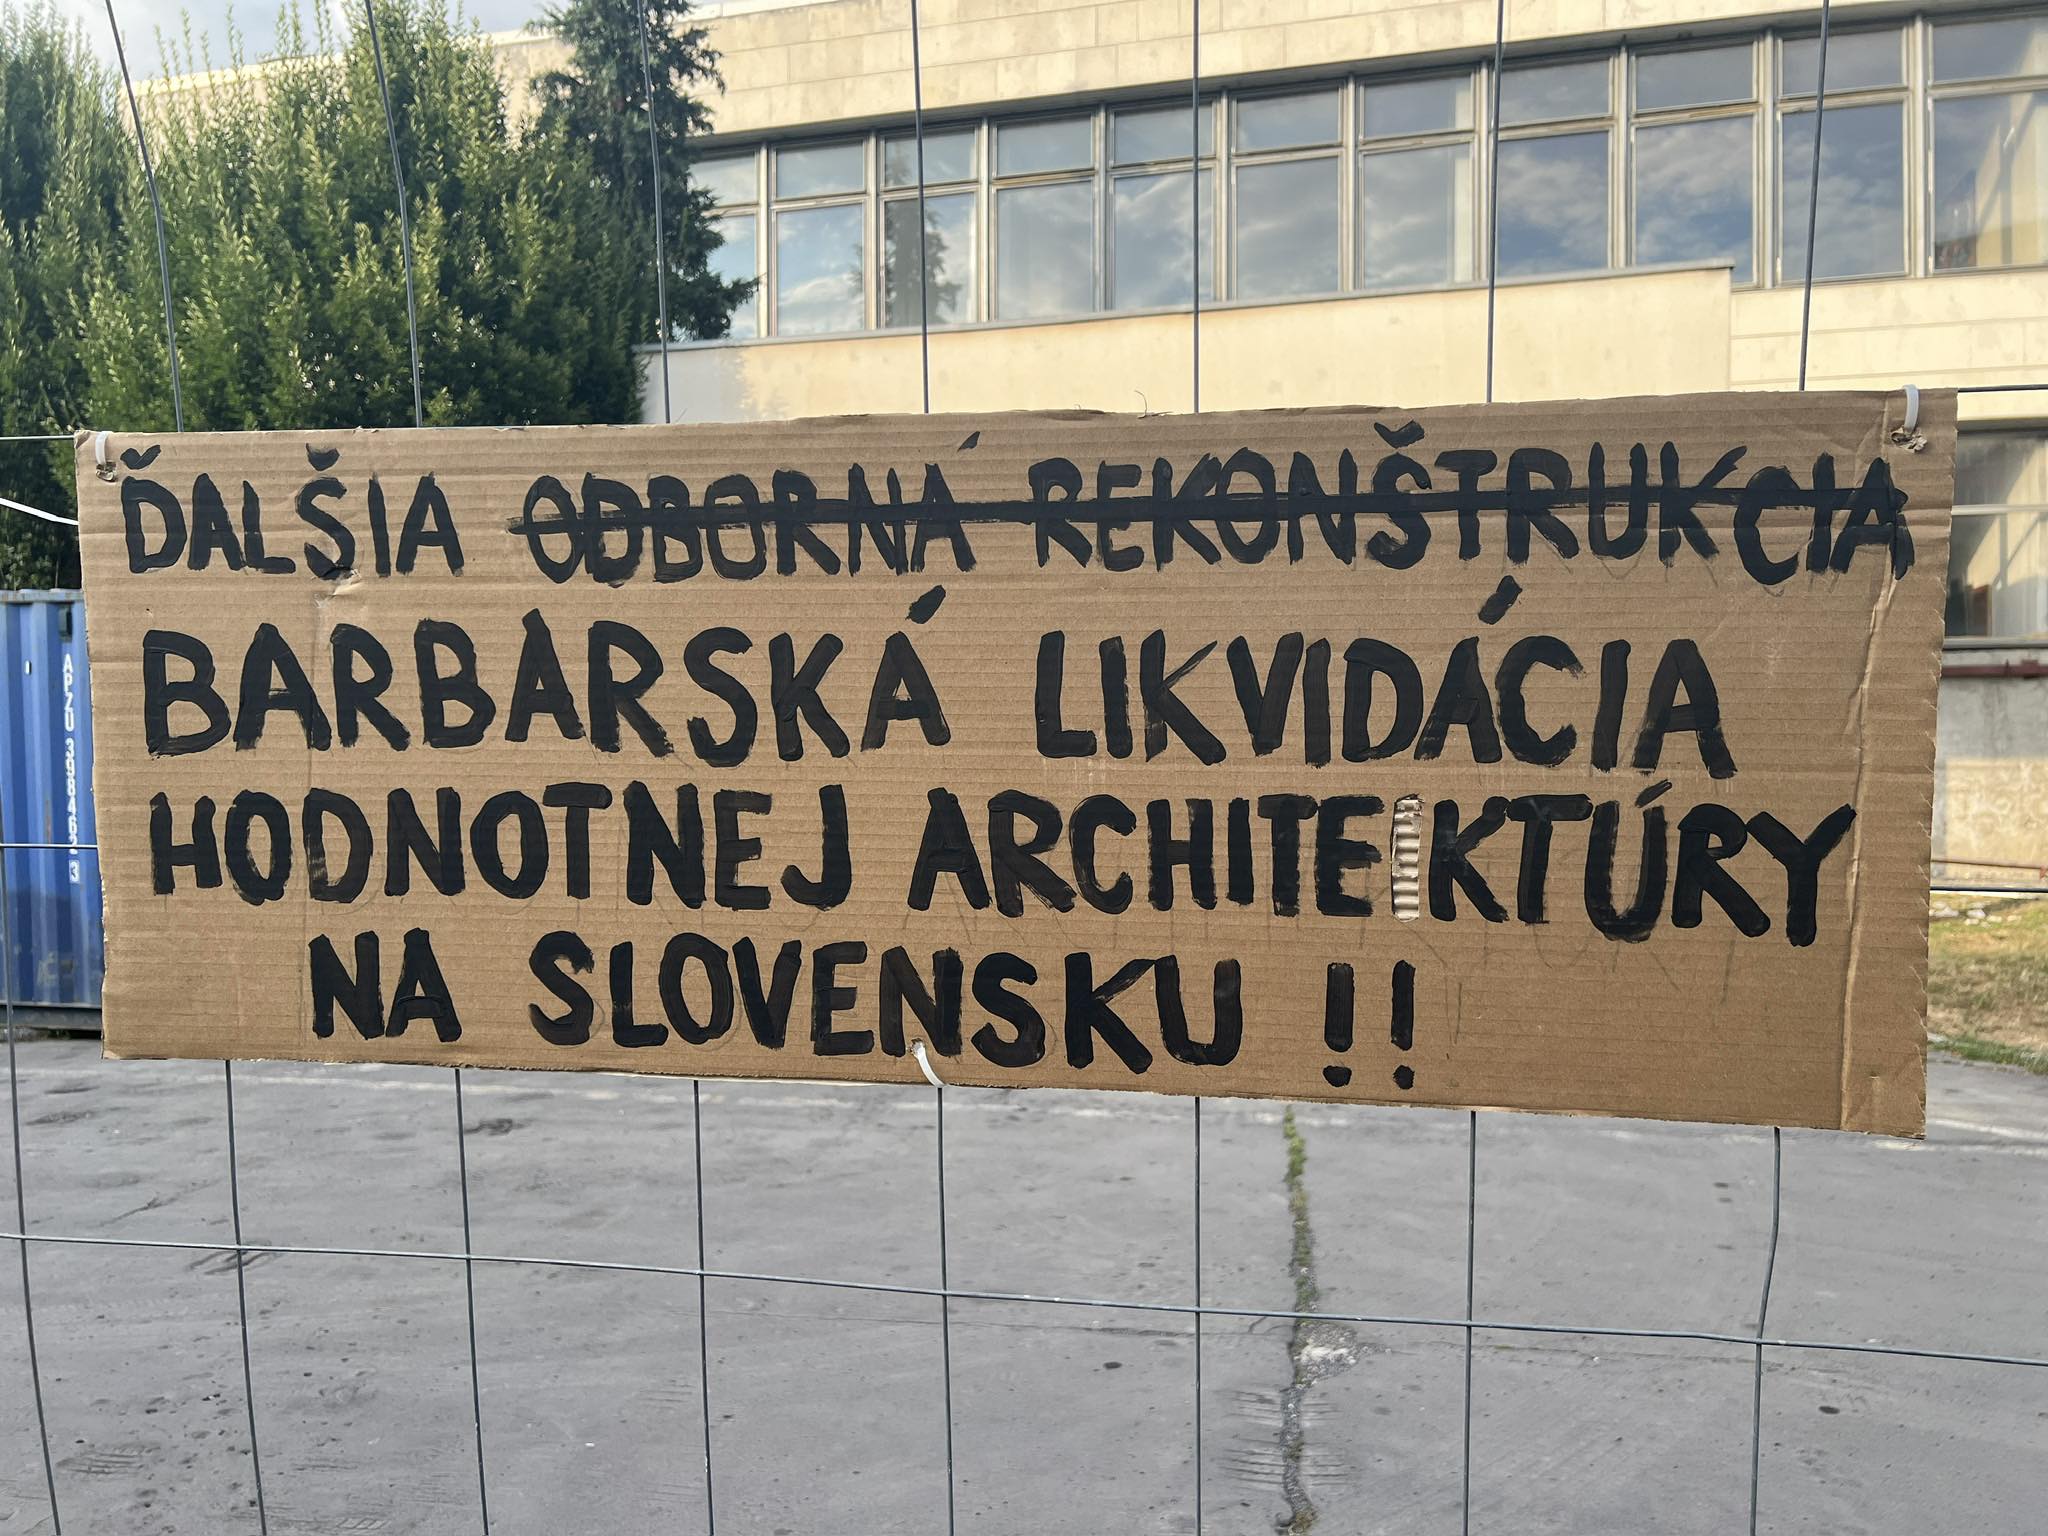 ĎALŠIA ODBORNÁ REKONŠTRUKCIA
BARBARSKÁ LIKVIDÁCIA
HODNOTNEJ ARCHITEKTÚRY
NA SLOVENSKU !!